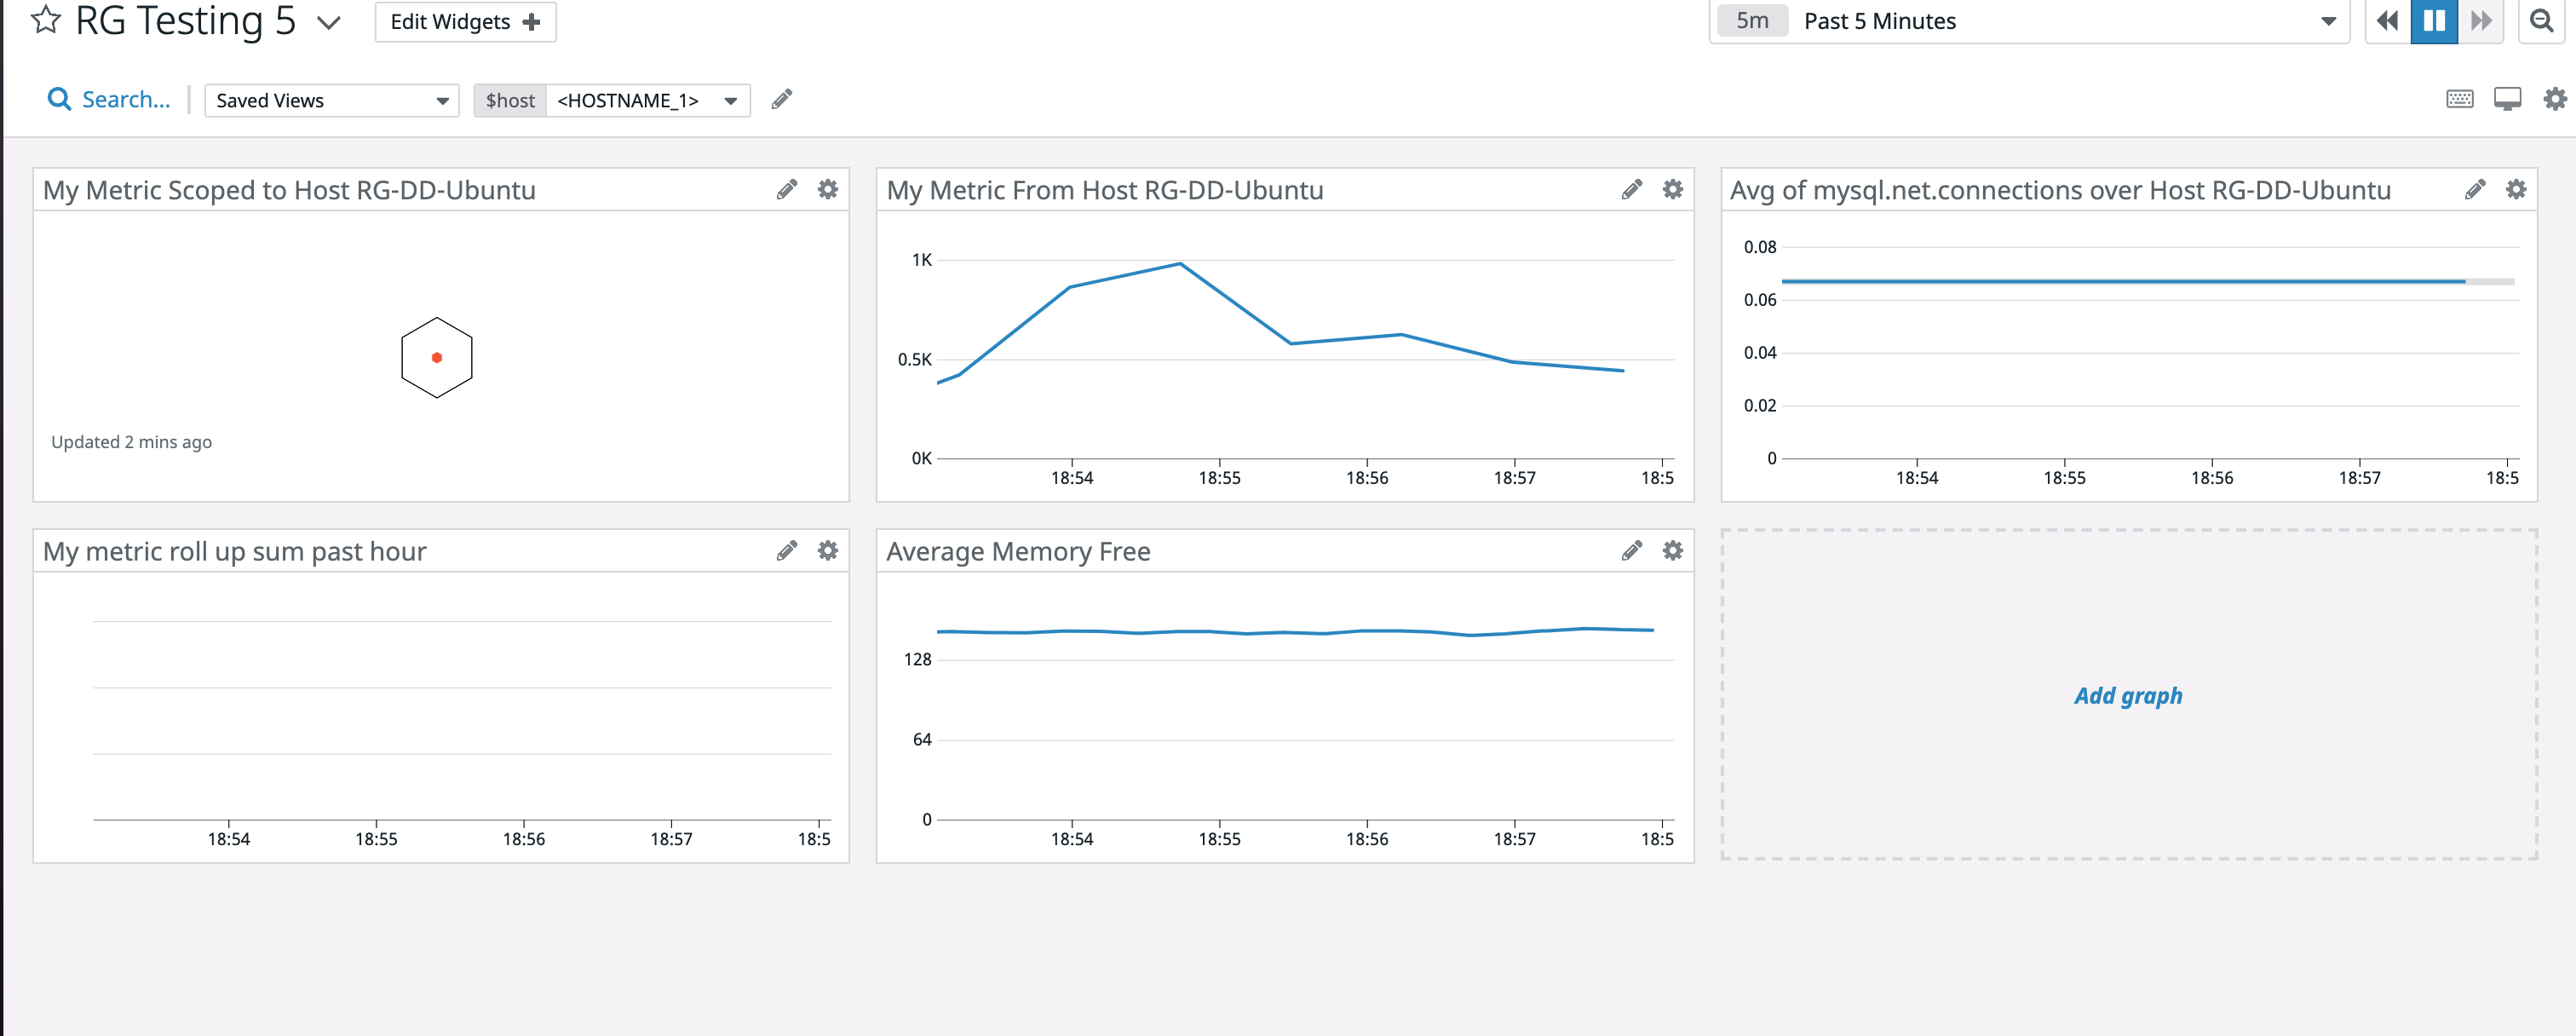 RG Testing 5
Edit Widgets
5m Past 5 Minutes
Search...
Saved Views
$host <HOSTNAME_1>
My Metric Scoped to Host RG-DD-Ubuntu
Updated 2 mins ago
My Metric From Host RG-DD-Ubuntu
1K
0.5K
0K
18:54 18:55 18:56 18:57 18:5
Avg of mysql.net.connections over Host RG-DD-Ubuntu
0.08
0.06
0.04
0.02
0
18:54 18:55 18:56 18:57 18:5
My metric roll up sum past hour
18:54 18:55 18:56 18:57 18:5
Average Memory Free
128
64
0
18:54 18:55 18:56 18:57 18:5
Add graph